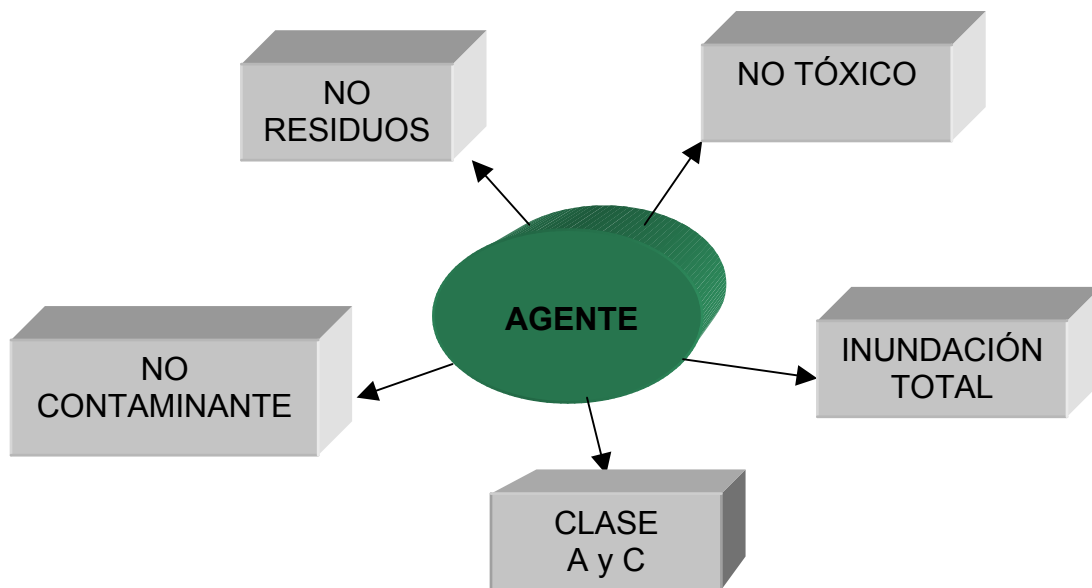 NO
RESIDUOS
NO TÓXICO
AGENTE
INUNDACIÓN
TOTAL
NO
CONTAMINANTE
CLASE
A y C